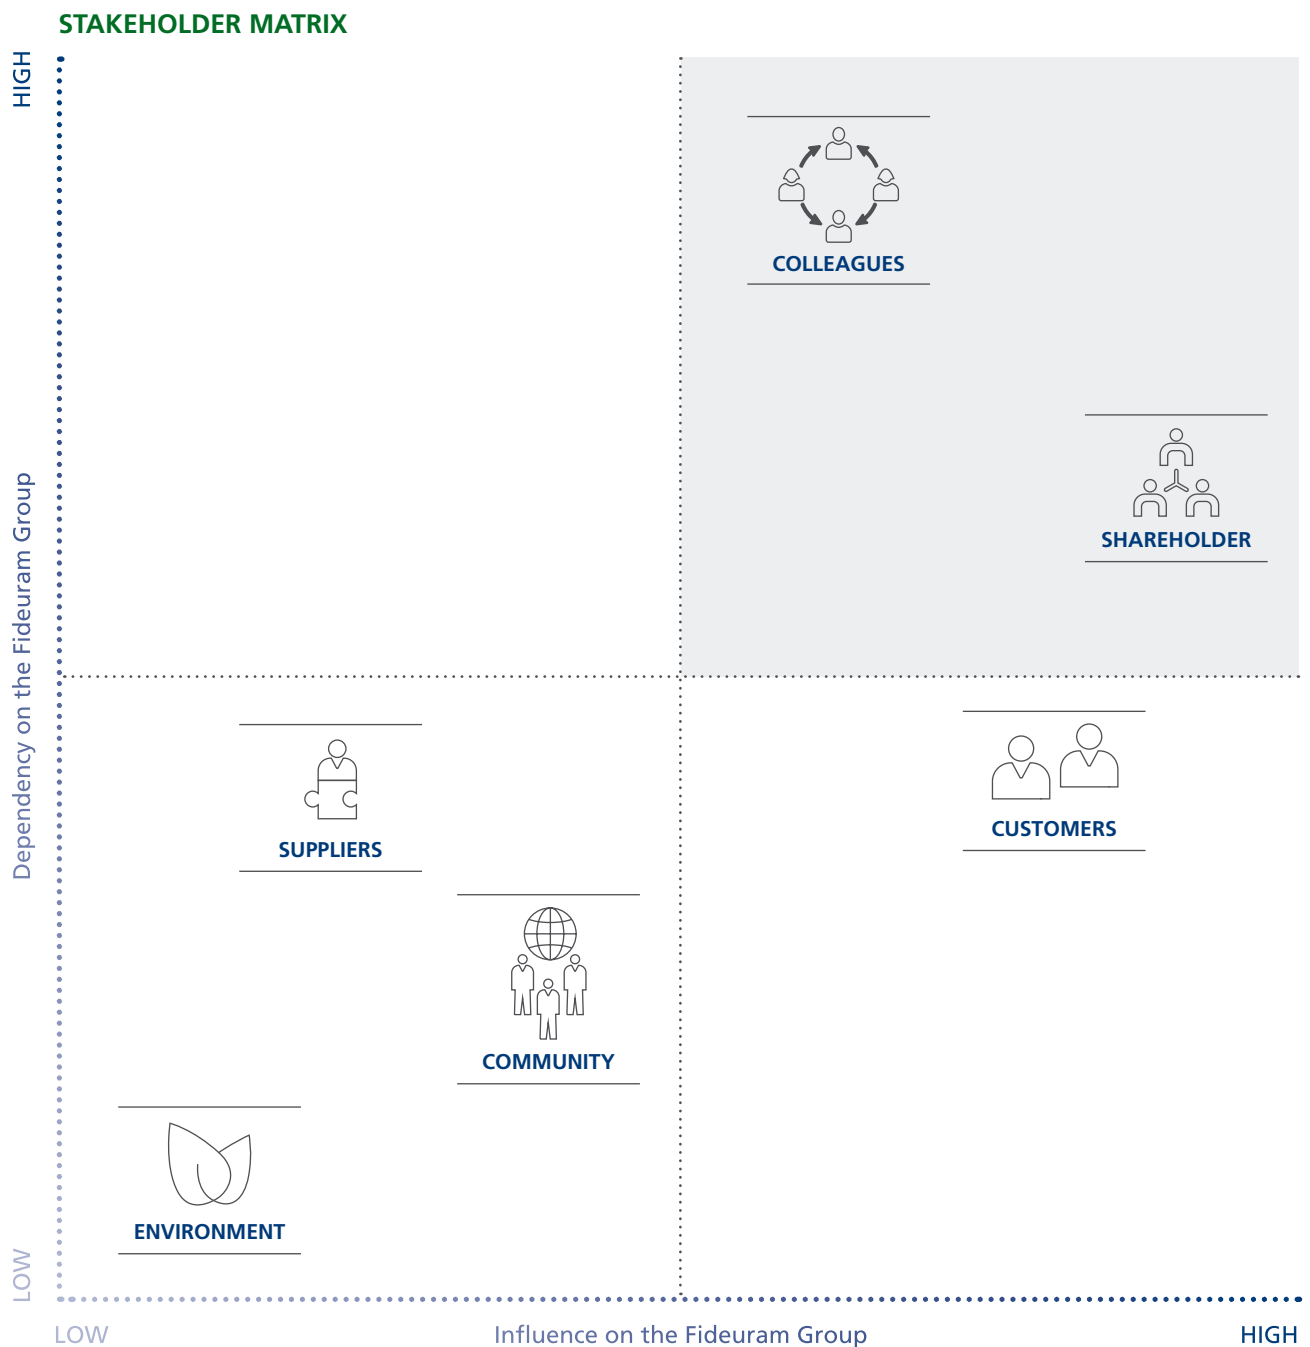 STAKEHOLDER MATRIX
HIGH
COLLEAGUES
SHAREHOLDER
Dependency on the Fideuram Group
SUPPLIERS
CUSTOMERS
COMMUNITY
ENVIRONMENT
LOW
LOW
Influence on the Fideuram Group
HIGH